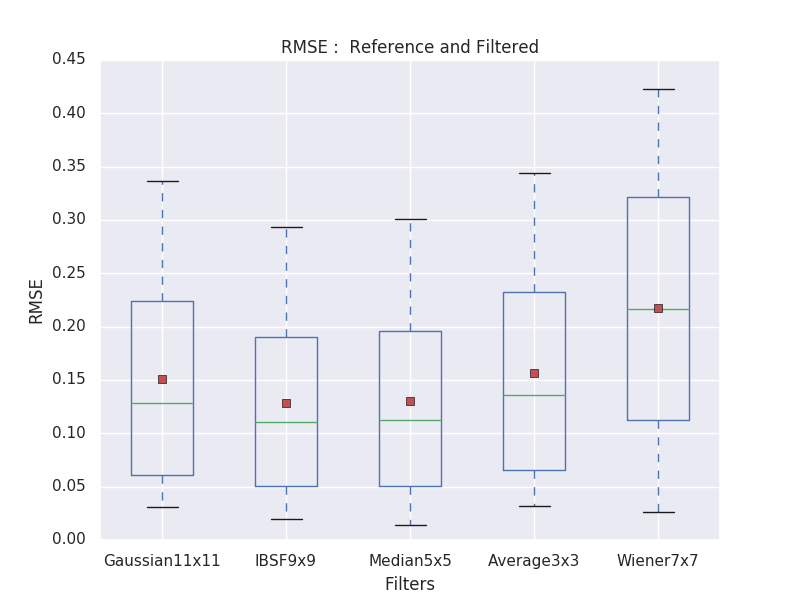 RMSE :  Reference and Filtered
0.45
0.40
0.35
0.30
0.25
0.20
0.15
0.10
0.05
0.00
RMSE
Gaussian11x11 IBSF9x9 Median5x5 Average3x3 Wiener7x7
Filters